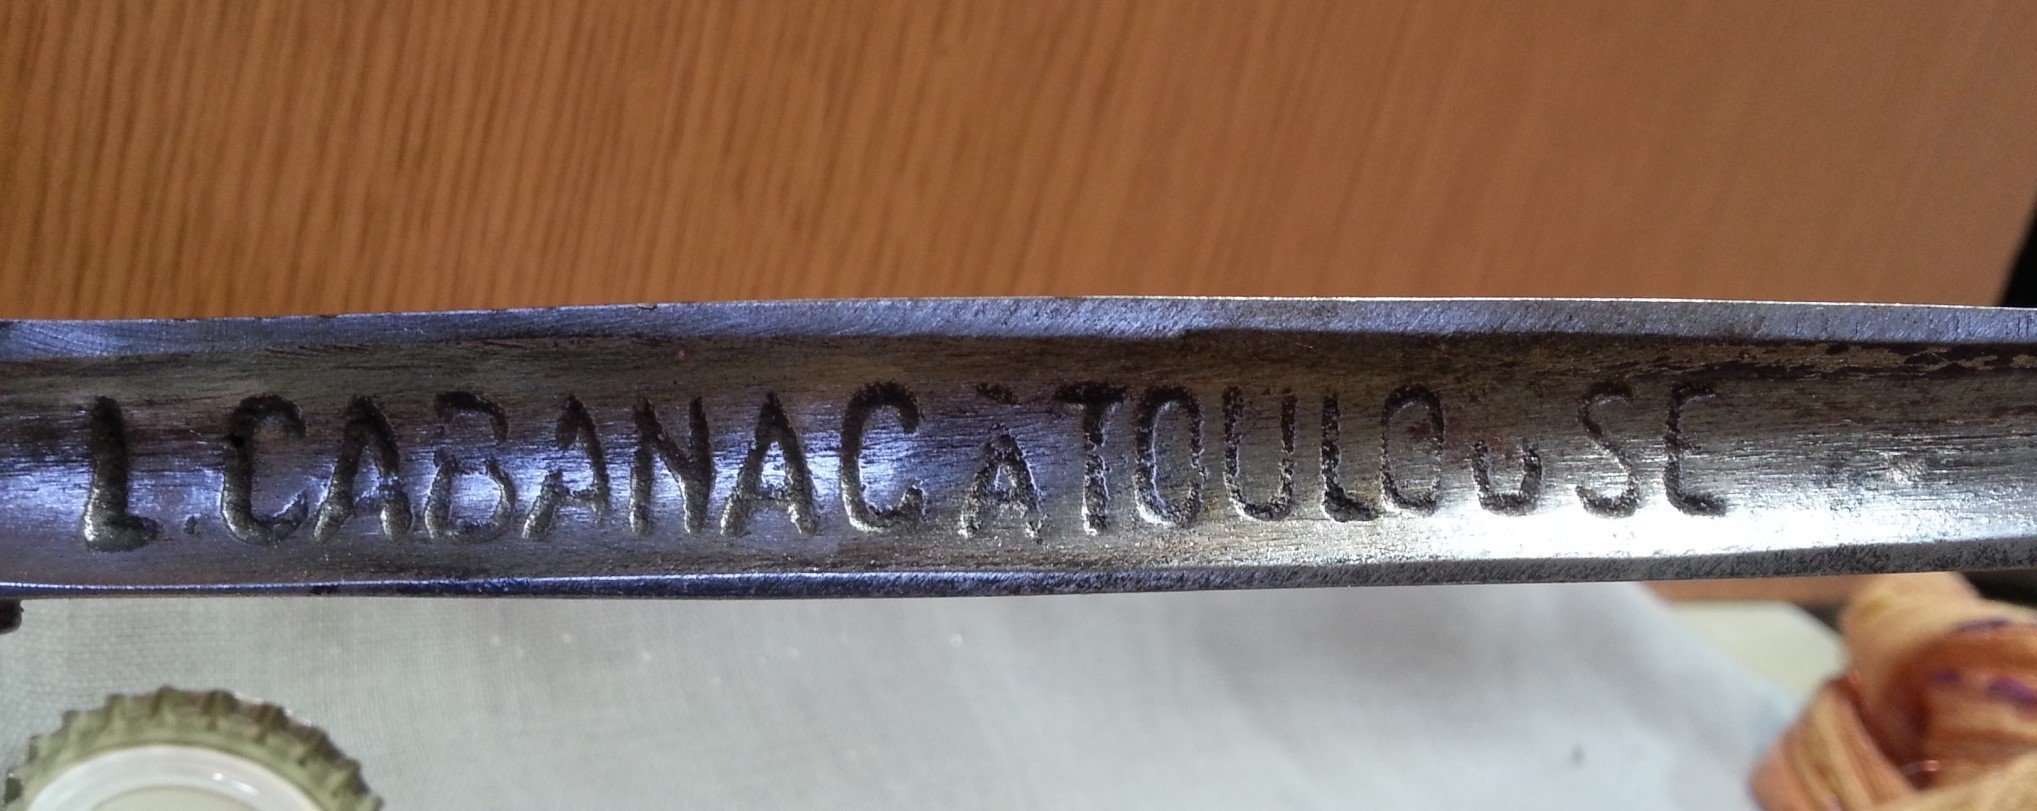 L. CABANAC À TOULOUSE